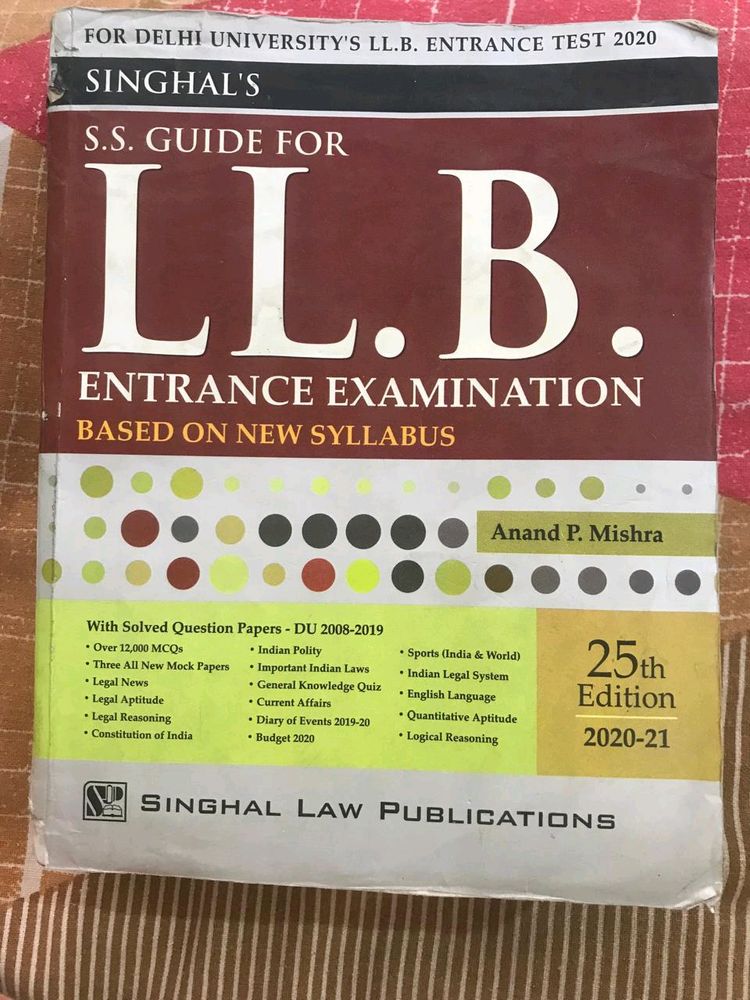 FOR DELHI UNIVERSITY'S LL.B. ENTRANCE TEST 2020
SINGHAL'S
S.S. GUIDE FOR
LL.B.
ENTRANCE EXAMINATION
BASED ON NEW SYLLABUS
Anand P. Mishra
With Solved Question Papers - DU 2008-2019
• Over 12,000 MCQs
• Three All New Mock Papers
• Legal News
• Legal Aptitude
• Legal Reasoning
• Constitution of India
• Indian Polity
• Important Indian Laws
• General Knowledge Quiz
• Current Affairs
• Diary of Events 2019-20
• Budget 2020
• Sports (India & World)
• Indian Legal System
• English Language
• Quantitative Aptitude
• Logical Reasoning
25th
Edition
2020-21
SLP
SINGHAL LAW PUBLICATIONS